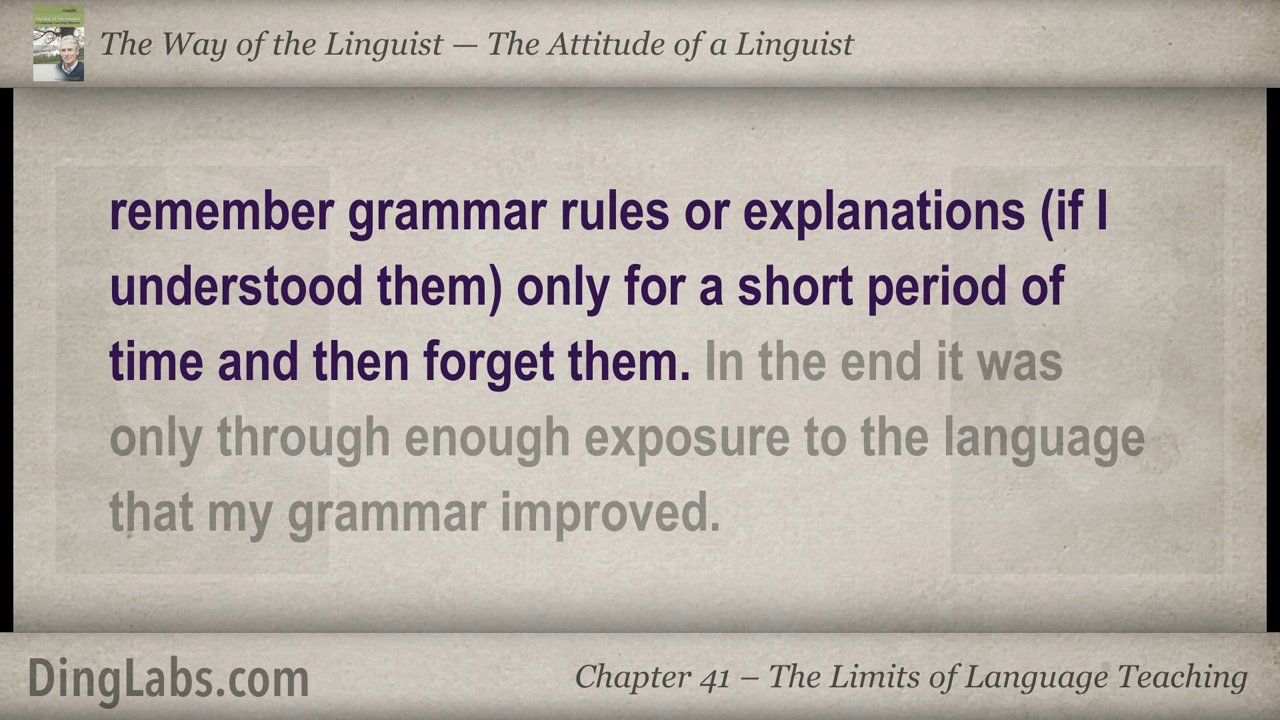 The Way of the Linguist — The Attitude of a Linguist
remember grammar rules or explanations (if I
understood them) only for a short period of
time and then forget them. In the end it was
only through enough exposure to the language
that my grammar improved.
DingLabs.com
Chapter 41 – The Limits of Language Teaching